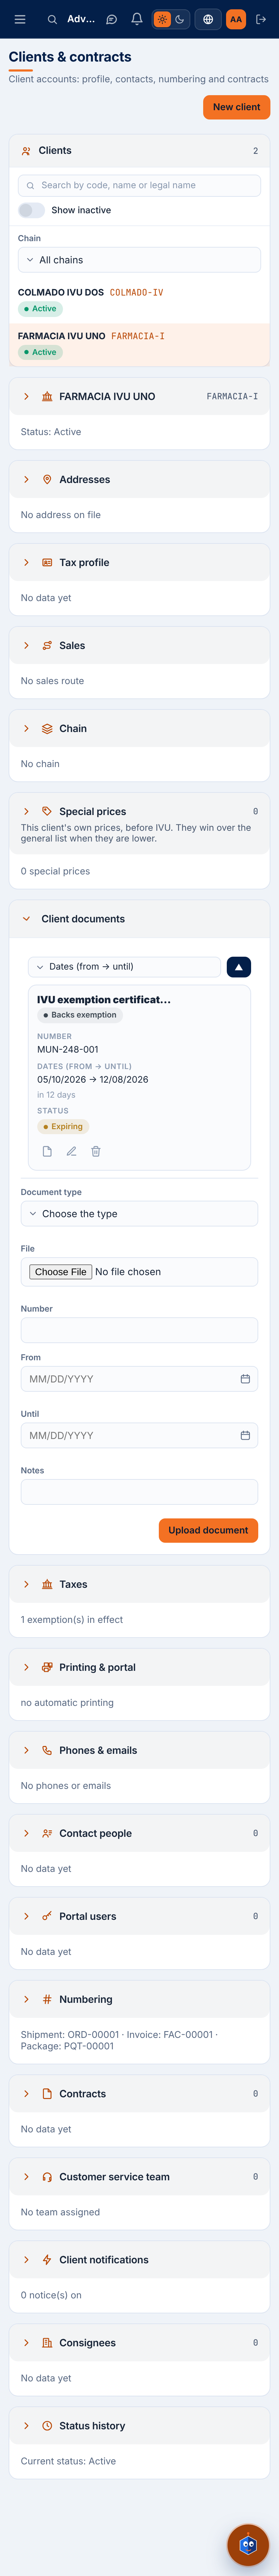 Adv...
AA
Clients & contracts
Client accounts: profile, contacts, numbering and contracts
New client
Clients 2
Search by code, name or legal name
Show inactive
Chain
All chains
COLMADO IVU DOS COLMADO-IV
Active
FARMACIA IVU UNO FARMACIA-I
Active
FARMACIA IVU UNO FARMACIA-I
Status: Active
Addresses
No address on file
Tax profile
No data yet
Sales
No sales route
Chain
No chain
Special prices 0
This client's own prices, before IVU. They win over the
general list when they are lower.
0 special prices
Client documents
Dates (from → until) ▲
IVU exemption certificat...
Backs exemption
NUMBER
MUN-248-001
DATES (FROM → UNTIL)
05/10/2026 → 12/08/2026
in 12 days
STATUS
Expiring
Document type
Choose the type
File
Choose File No file chosen
Number
From
MM/DD/YYYY
Until
MM/DD/YYYY
Notes
Upload document
Taxes
1 exemption(s) in effect
Printing & portal
no automatic printing
Phones & emails
No phones or emails
Contact people 0
No data yet
Portal users 0
No data yet
Numbering
Shipment: ORD-00001 · Invoice: FAC-00001 ·
Package: PQT-00001
Contracts 0
No data yet
Customer service team 0
No team assigned
Client notifications
0 notice(s) on
Consignees 0
No data yet
Status history
Current status: Active